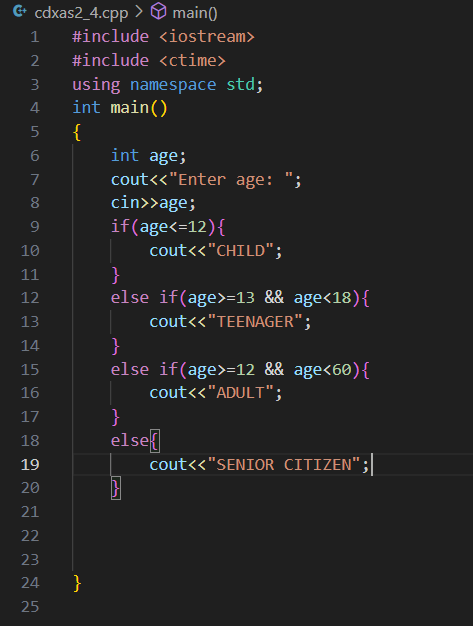 cdxas2_4.cpp > main()
1 #include <iostream>
2 #include <ctime>
3 using namespace std;
4 int main()
5 {
6 int age;
7 cout<<"Enter age: ";
8 cin>>age;
9 if(age<=12){
10 cout<<"CHILD";
11 }
12 else if(age>=13 && age<18){
13 cout<<"TEENAGER";
14 }
15 else if(age>=12 && age<60){
16 cout<<"ADULT";
17 }
18 else{
19 cout<<"SENIOR CITIZEN";
20 }
21
22
23
24 }
25